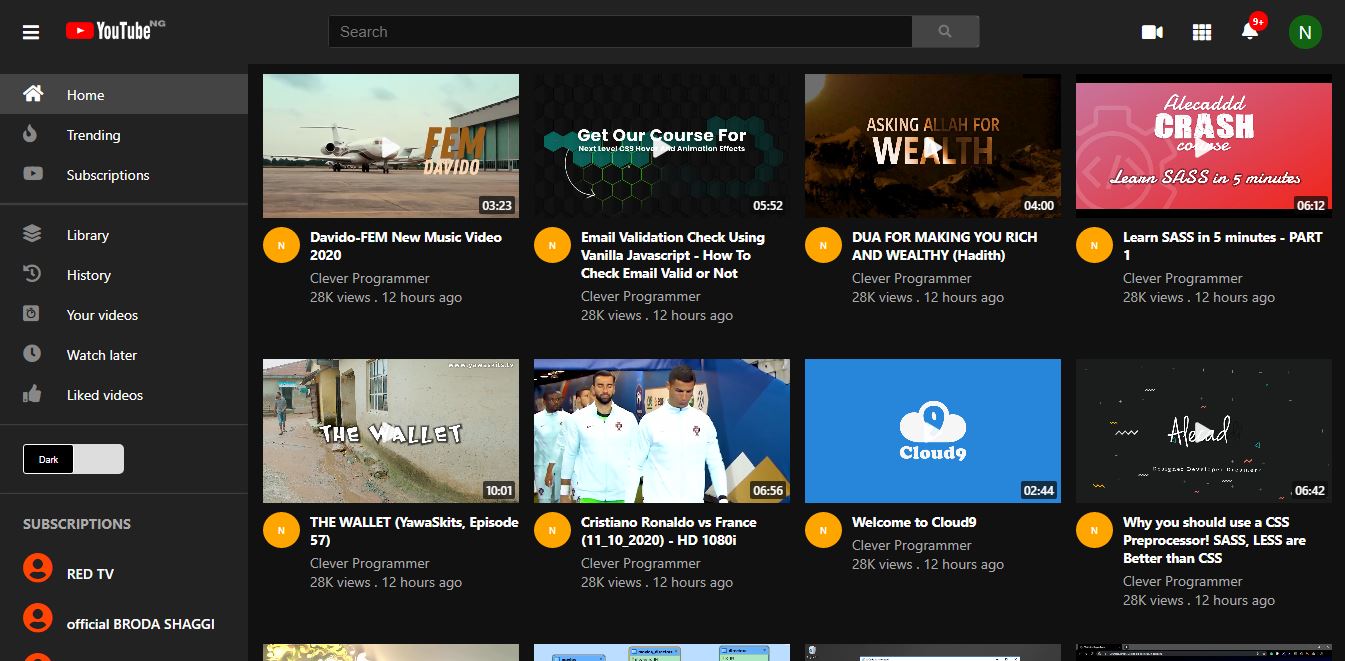 YouTube NG
Search
9+
N
Home
Trending
Subscriptions
Library
History
Your videos
Watch later
Liked videos
Dark
SUBSCRIPTIONS
RED TV
official BRODA SHAGGI
FEM
DAVIDO
03:23
N
Davido-FEM New Music Video
2020
Clever Programmer
28K views . 12 hours ago
Get Our Course For
Next Level CSS Hover And Animation Effects
05:52
N
Email Validation Check Using
Vanilla Javascript - How To
Check Email Valid or Not
Clever Programmer
28K views . 12 hours ago
ASKING ALLAH FOR
WEALTH
04:00
N
DUA FOR MAKING YOU RICH
AND WEALTHY (Hadith)
Clever Programmer
28K views . 12 hours ago
Alecaddd
CRASH
course
Learn SASS in 5 minutes
06:12
N
Learn SASS in 5 minutes - PART
1
Clever Programmer
28K views . 12 hours ago
www.yawaskits.tv
THE WALLET
10:01
N
THE WALLET (YawaSkits, Episode
57)
Clever Programmer
28K views . 12 hours ago
06:56
N
Cristiano Ronaldo vs France
(11_10_2020) - HD 1080i
Clever Programmer
28K views . 12 hours ago
9
Cloud9
02:44
N
Welcome to Cloud9
Clever Programmer
28K views . 12 hours ago
Alecad
Designer Developer Dreamer
06:42
N
Why you should use a CSS
Preprocessor! SASS, LESS are
Better than CSS
Clever Programmer
28K views . 12 hours ago